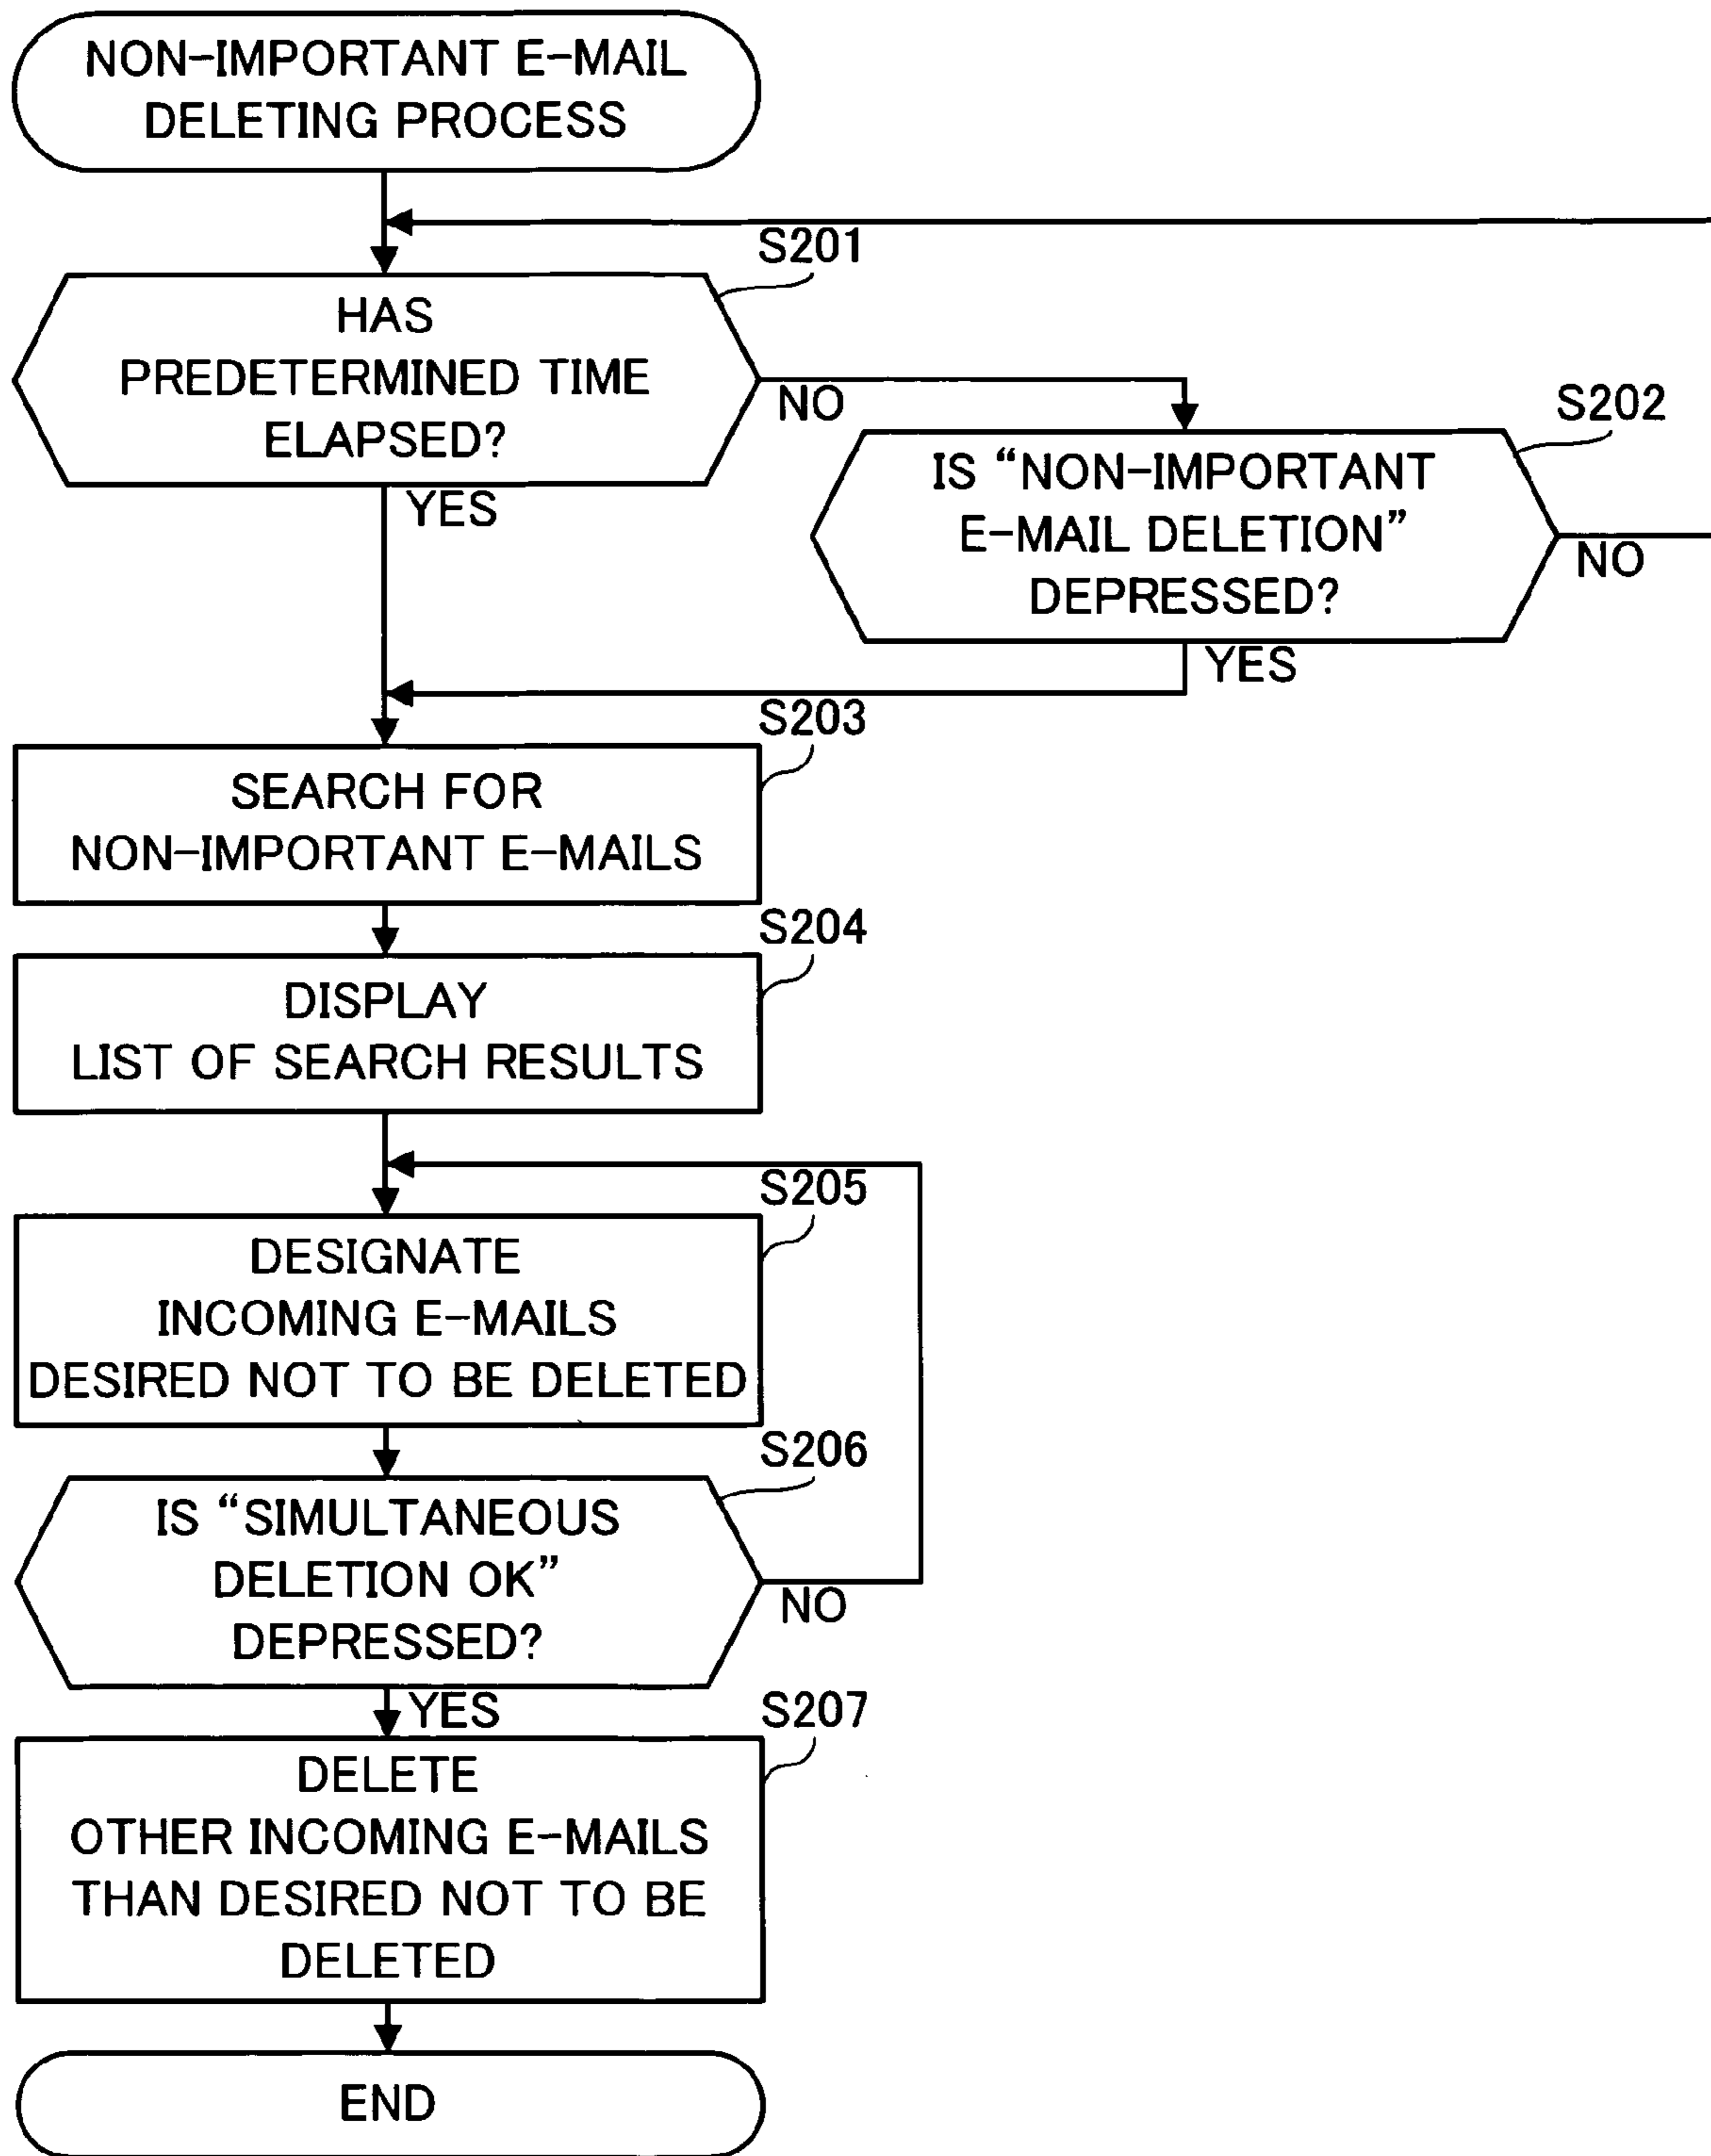 NON-IMPORTANT E-MAIL
DELETING PROCESS
S201
HAS
PREDETERMINED TIME
ELAPSED?
NO
YES
S202
IS “NON-IMPORTANT
E-MAIL DELETION”
DEPRESSED?
NO
YES
S203
SEARCH FOR
NON-IMPORTANT E-MAILS
S204
DISPLAY
LIST OF SEARCH RESULTS
S205
DESIGNATE
INCOMING E-MAILS
DESIRED NOT TO BE DELETED
S206
IS “SIMULTANEOUS
DELETION OK”
DEPRESSED?
NO
YES
S207
DELETE
OTHER INCOMING E-MAILS
THAN DESIRED NOT TO BE
DELETED
END